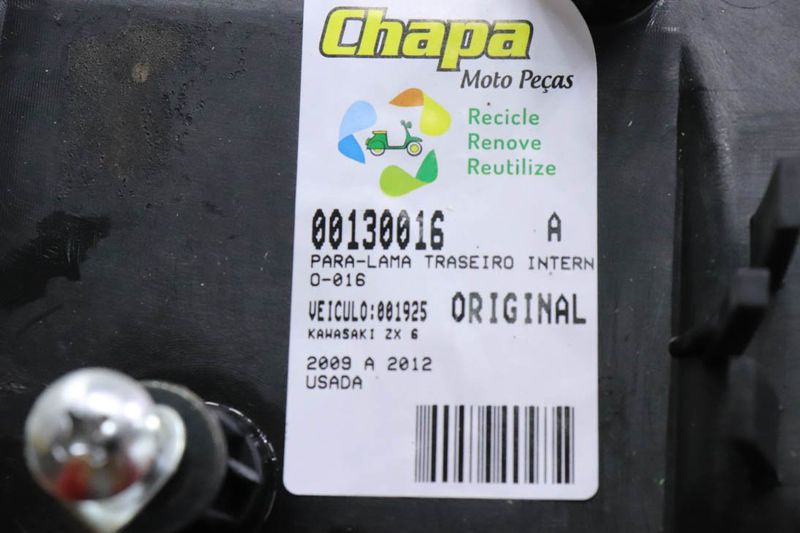 Chapa
Moto Peças
Recicle
Renove
Reutilize
00130016 A
PARA-LAMA TRASEIRO INTERN
O-016
VEICULO:001925 ORIGINAL
KAWASAKI ZX 6
2009 A 2012
USADA